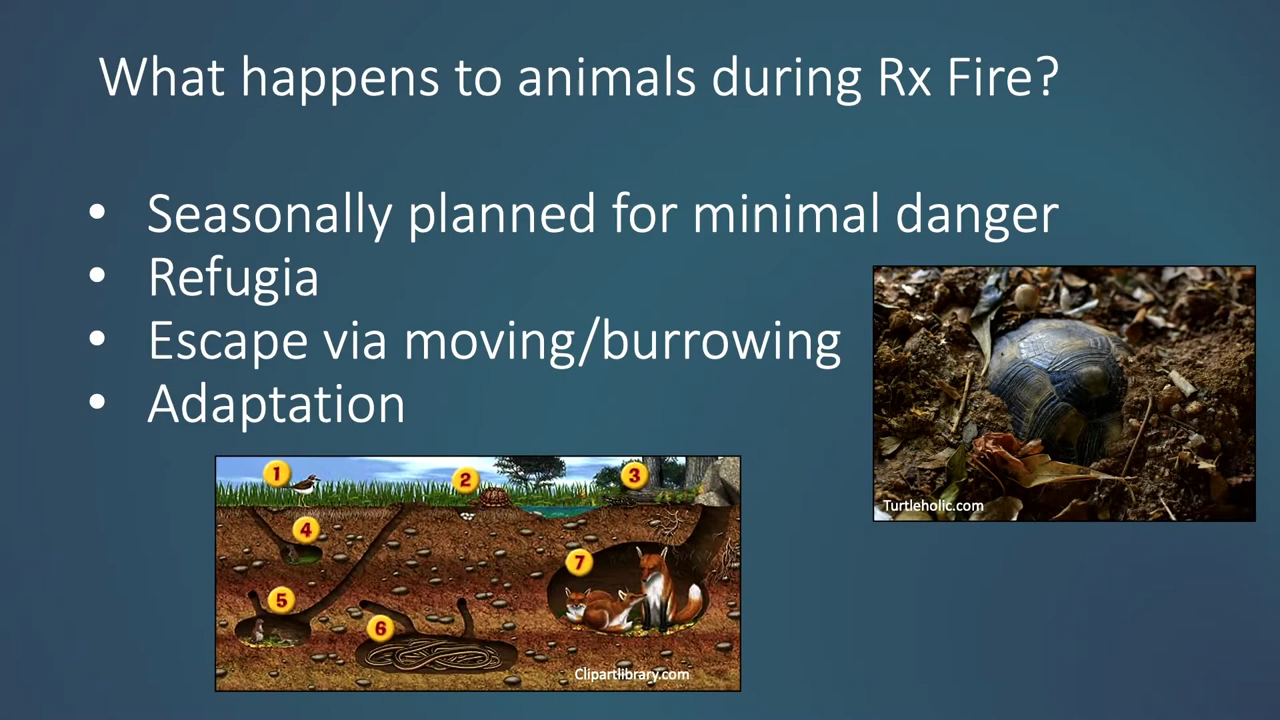 What happens to animals during Rx Fire?
• Seasonally planned for minimal danger
• Refugia
• Escape via moving/burrowing
• Adaptation
Turtleholic.com
1
2
3
4
5
6
7
Clipartlibrary.com